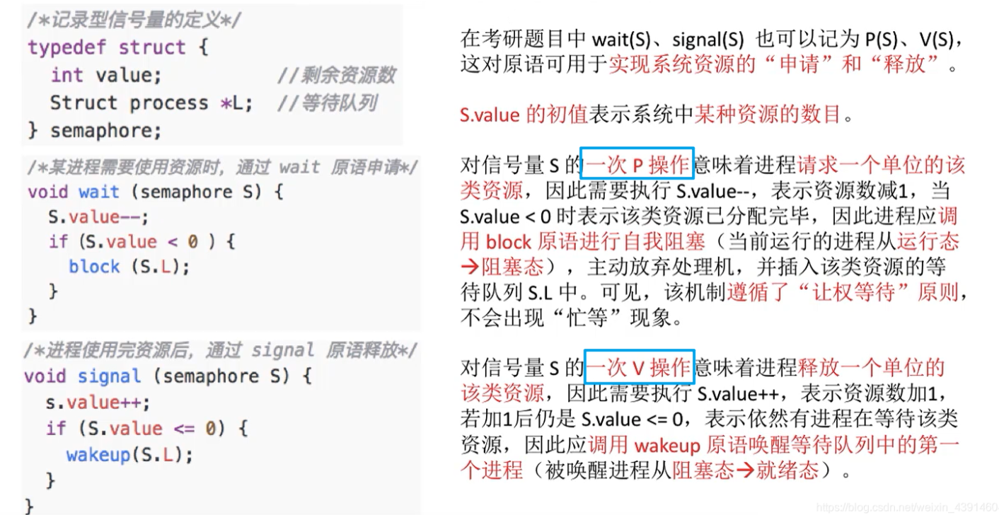 /*记录型信号量的定义*/
typedef struct {
int value; //剩余资源数
Struct process *L; //等待队列
} semaphore;
/*某进程需要使用资源时，通过 wait 原语申请*/
void wait (semaphore S) {
S.value--;
if (S.value < 0 ) {
block (S.L);
}
}
/*进程使用完资源后，通过 signal 原语释放*/
void signal (semaphore S) {
s.value++;
if (S.value <= 0) {
wakeup(S.L);
}
}
在考研题目中 wait(S)、signal(S) 也可以记为 P(S)、V(S)，
这对原语可用于实现系统资源的“申请”和“释放”。
S.value 的初值表示系统中某种资源的数目。
对信号量 S 的一次 P 操作意味着进程请求一个单位的该
类资源，因此需要执行 S.value--，表示资源数减1，当
S.value < 0 时表示该类资源已分配完毕，因此进程应调
用 block 原语进行自我阻塞（当前运行的进程从运行态
→阻塞态），主动放弃处理机，并插入该类资源的等
待队列 S.L 中。可见，该机制遵循了“让权等待”原则，
不会出现“忙等”现象。
对信号量 S 的一次 V 操作意味着进程释放一个单位的
该类资源，因此需要执行 S.value++，表示资源数加1，
若加1后仍是 S.value <= 0，表示依然有进程在等待该类
资源，因此应调用 wakeup 原语唤醒等待队列中的第一
个进程（被唤醒进程从阻塞态→就绪态）。
https://blog.csdn.net/weixin_4391460